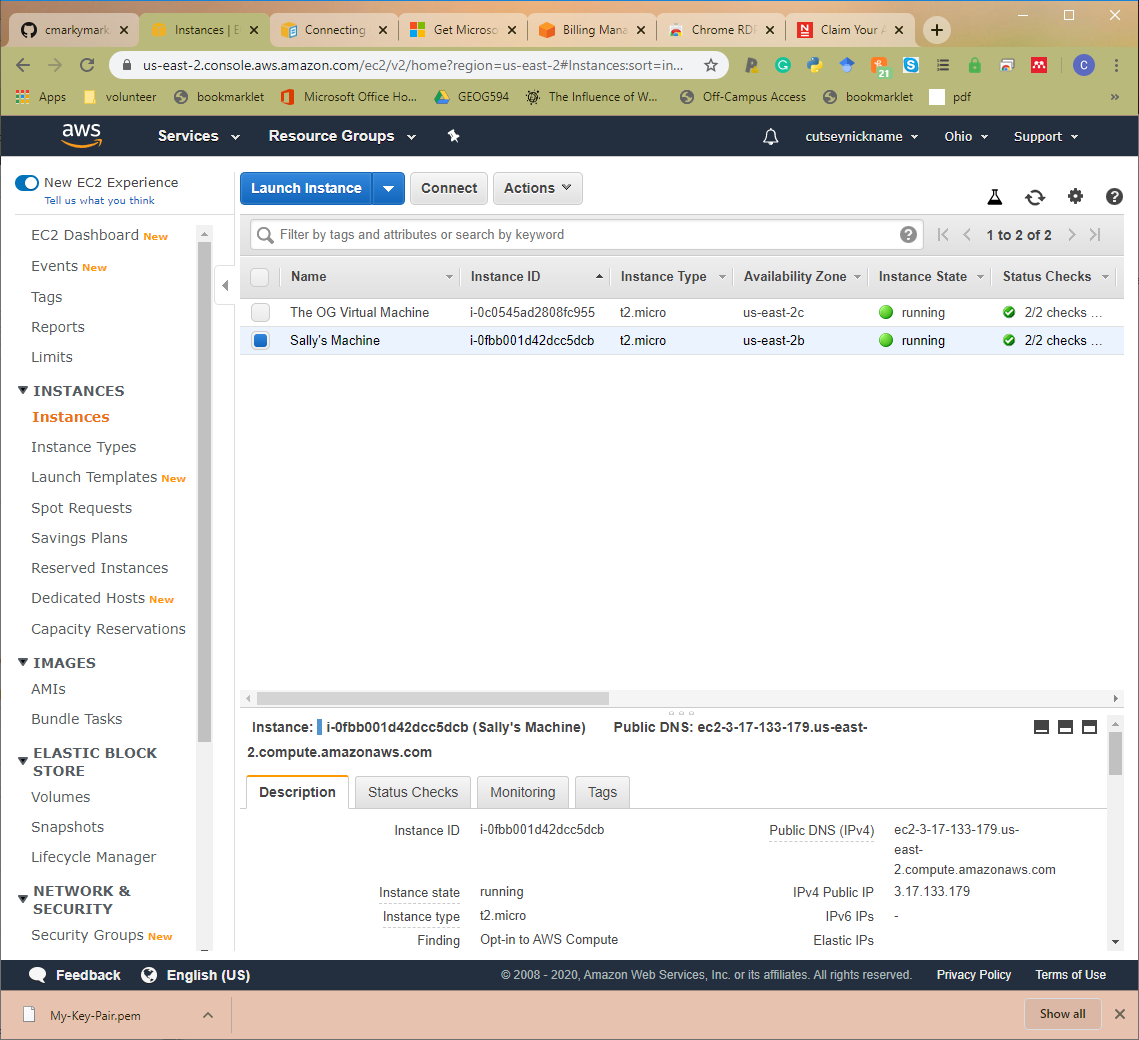 cmarkymark
Instances | E
Connecting
Get Microso
Billing Mana
Chrome RDP
Claim Your A
us-east-2.console.aws.amazon.com/ec2/v2/home?region=us-east-2#Instances:sort=in...
21
C
Apps
volunteer
bookmarklet
Microsoft Office Ho...
GEOG594
The Influence of W...
Off-Campus Access
bookmarklet
pdf
»
aws
Services
Resource Groups
cutseynickname
Ohio
Support
New EC2 Experience
Tell us what you think
EC2 Dashboard New
Events New
Tags
Reports
Limits
INSTANCES
Instances
Instance Types
Launch Templates New
Spot Requests
Savings Plans
Reserved Instances
Dedicated Hosts New
Capacity Reservations
IMAGES
AMIs
Bundle Tasks
ELASTIC BLOCK
STORE
Volumes
Snapshots
Lifecycle Manager
NETWORK &
SECURITY
Security Groups New
Launch Instance
Connect
Actions
Filter by tags and attributes or search by keyword
1 to 2 of 2
Name Instance ID Instance Type Availability Zone Instance State Status Checks
The OG Virtual Machine i-0c0545ad2808fc955 t2.micro us-east-2c running 2/2 checks ...
Sally's Machine i-0fbb001d42dcc5dcb t2.micro us-east-2b running 2/2 checks ...
Instance: i-0fbb001d42dcc5dcb (Sally's Machine) Public DNS: ec2-3-17-133-179.us-east-
2.compute.amazonaws.com
Description
Status Checks
Monitoring
Tags
Instance ID i-0fbb001d42dcc5dcb
Instance state running
Instance type t2.micro
Finding Opt-in to AWS Compute
Public DNS (IPv4) ec2-3-17-133-179.us-
east-
2.compute.amazonaws.com
IPv4 Public IP 3.17.133.179
IPv6 IPs -
Elastic IPs
Feedback
English (US)
© 2008 - 2020, Amazon Web Services, Inc. or its affiliates. All rights reserved.
Privacy Policy
Terms of Use
My-Key-Pair.pem
Show all